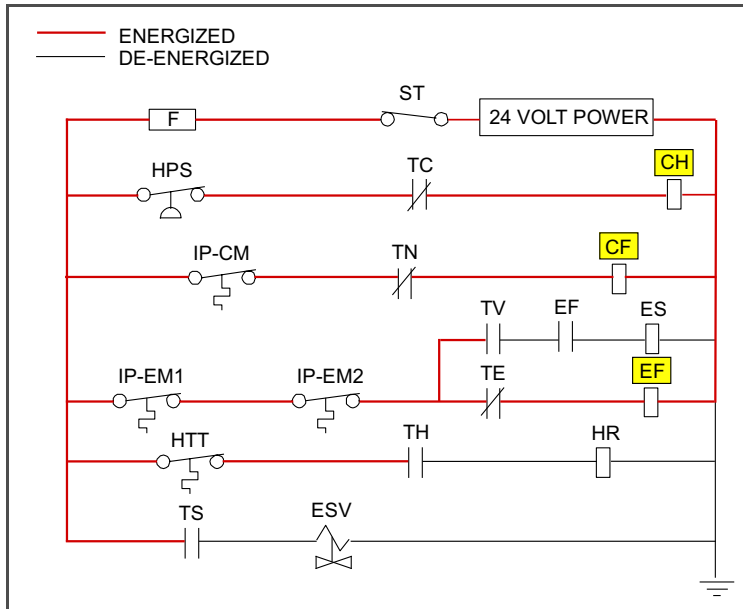 ENERGIZED
DE-ENERGIZED
ST
F
24 VOLT POWER
HPS
TC
CH
IP-CM
TN
CF
TV
EF
ES
IP-EM1
IP-EM2
TE
EF
HTT
TH
HR
TS
ESV